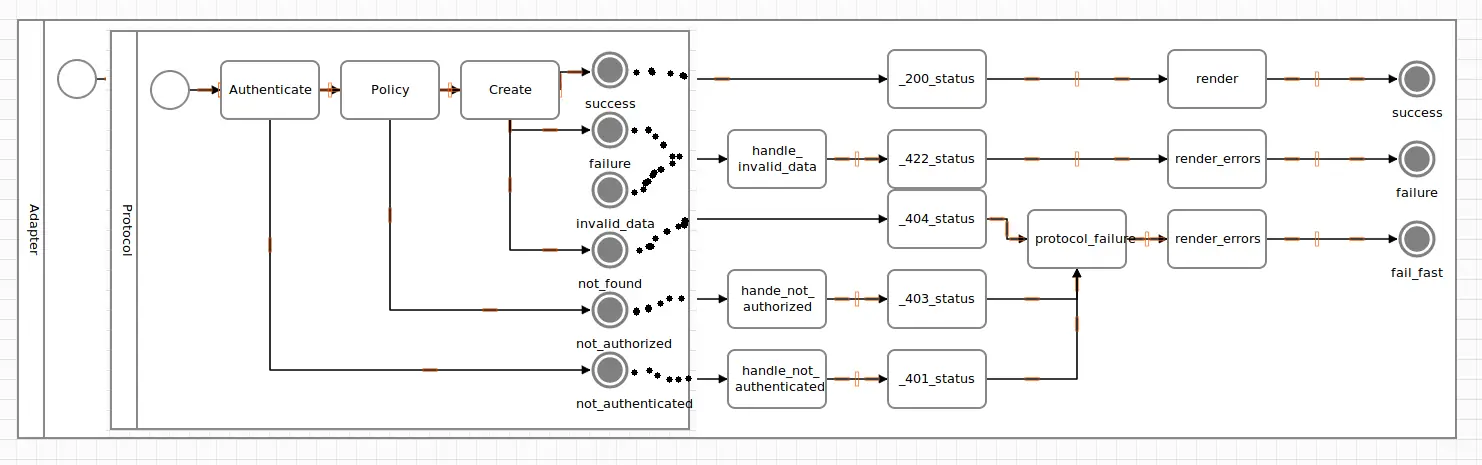 Adapter
Protocol
Authenticate
Policy
Create
success
failure
invalid_data
not_found
not_authorized
not_authenticated
_200_status
render
success
handle_
invalid_data
_422_status
render_errors
failure
_404_status
protocol_failure
render_errors
fail_fast
hande_not_
authorized
_403_status
handle_not_
authenticated
_401_status